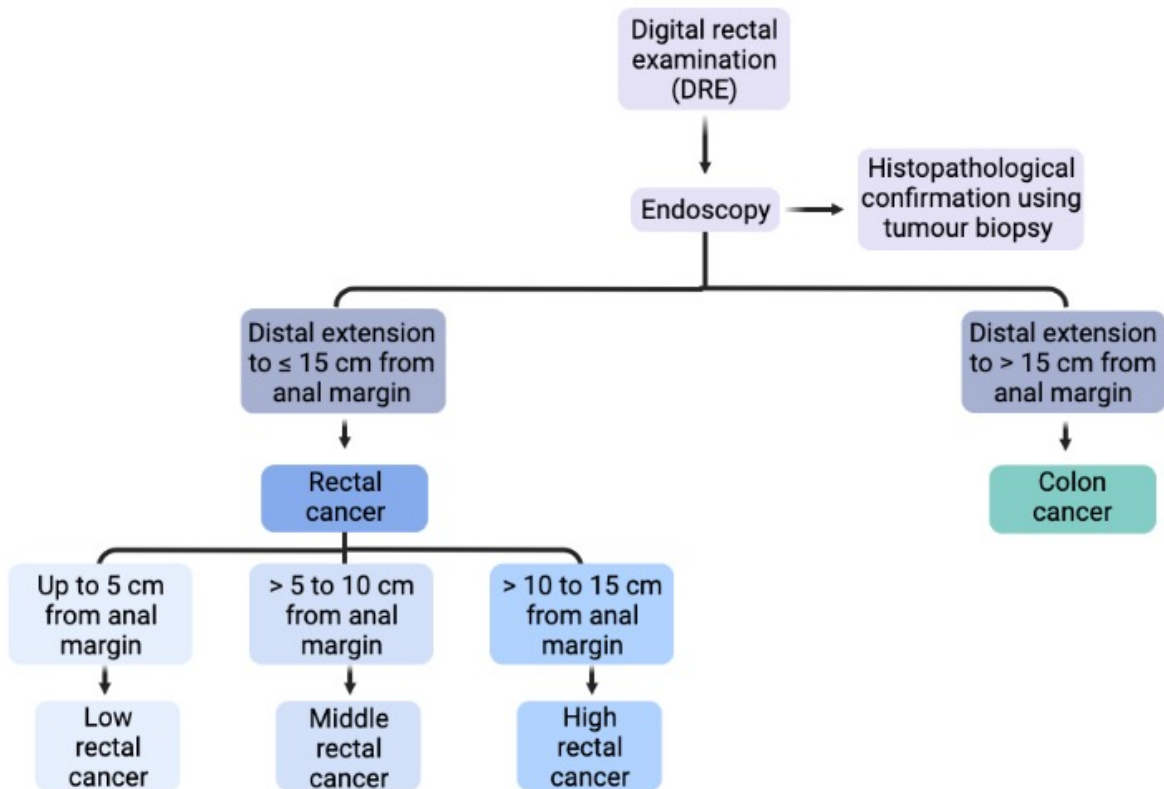 Digital rectal
examination
(DRE)
Endoscopy
Histopathological
confirmation using
tumour biopsy
Distal extension
to ≤ 15 cm from
anal margin
Distal extension
to > 15 cm from
anal margin
Rectal
cancer
Colon
cancer
Up to 5 cm
from anal
margin
> 5 to 10 cm
from anal
margin
> 10 to 15 cm
from anal
margin
Low
rectal
cancer
Middle
rectal
cancer
High
rectal
cancer